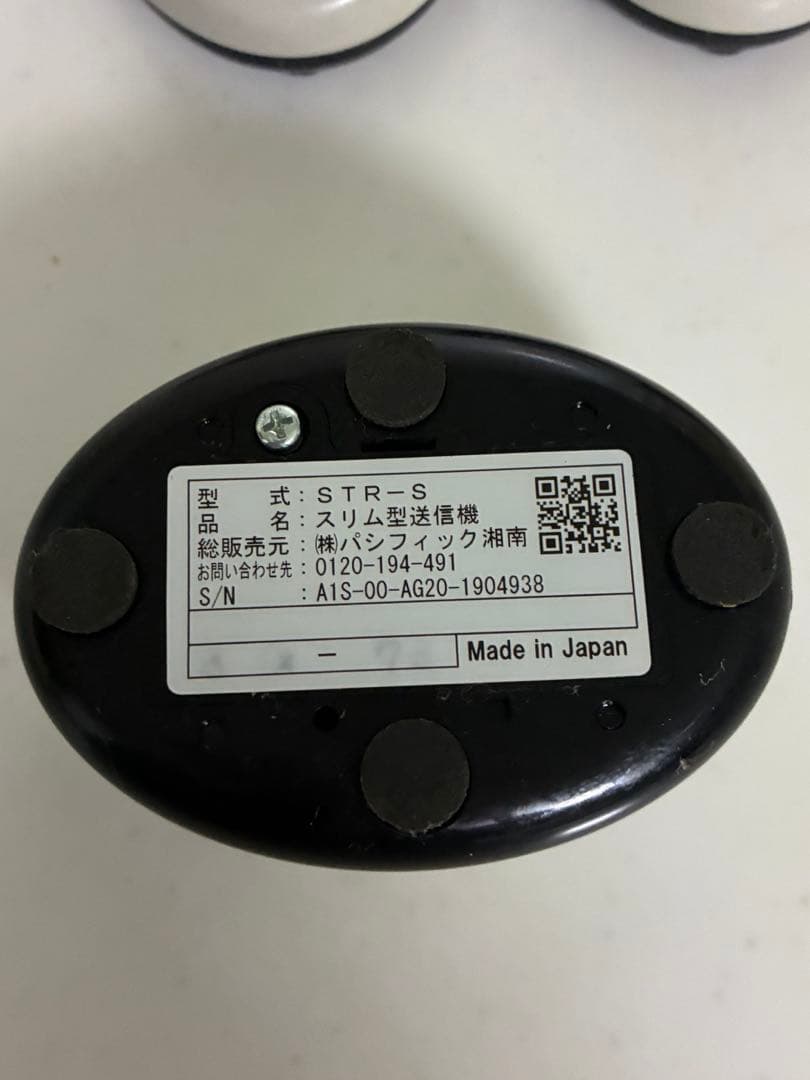 型　　式：ＳＴＲ－Ｓ
品　　名：スリム型送信機
総販売元：㈱パシフィック湘南
お問い合わせ先：0120-194-491
S/N　　：A1S-00-AG20-1904938
－
Made in Japan